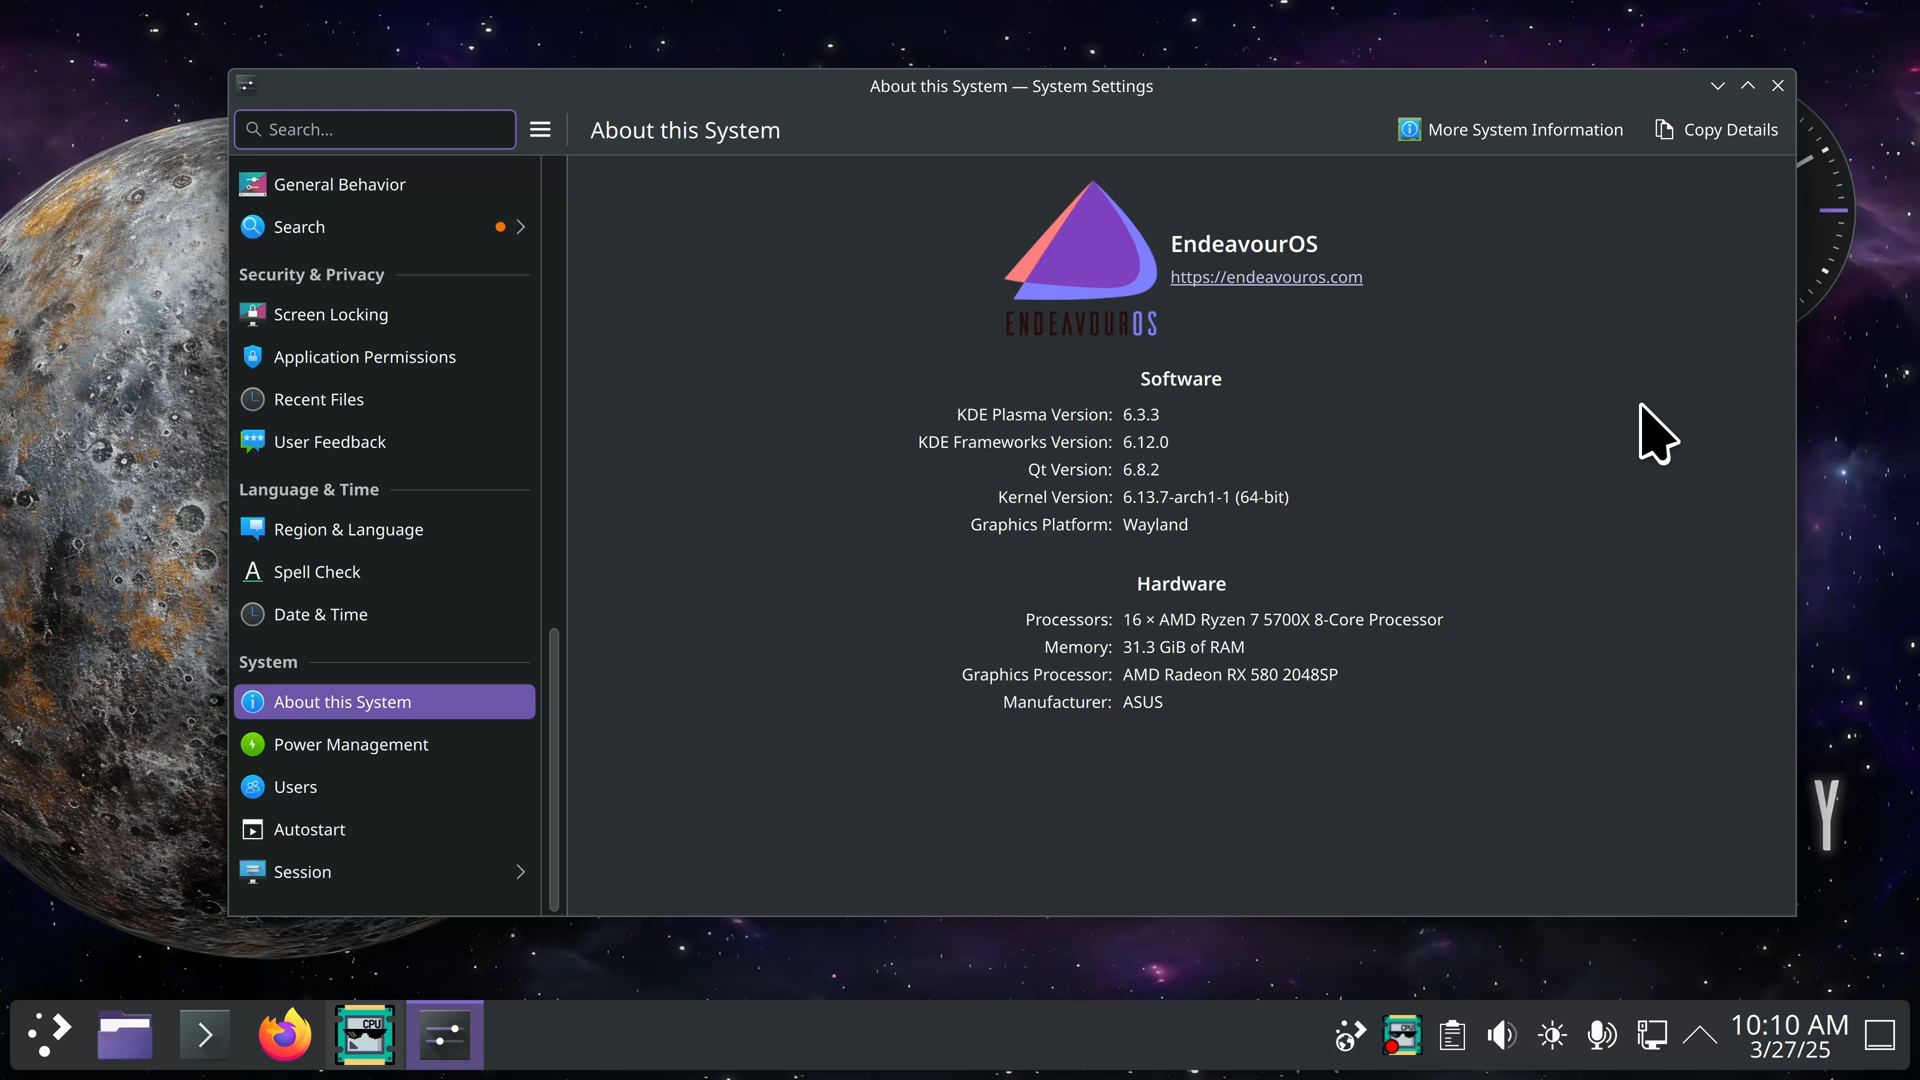 About this System — System Settings
Search...
About this System
More System Information
Copy Details
General Behavior
Search
Security & Privacy
Screen Locking
Application Permissions
Recent Files
User Feedback
Language & Time
Region & Language
Spell Check
Date & Time
System
About this System
Power Management
Users
Autostart
Session
ENDEAVOUROS
EndeavourOS
https://endeavouros.com
Software
KDE Plasma Version: 6.3.3
KDE Frameworks Version: 6.12.0
Qt Version: 6.8.2
Kernel Version: 6.13.7-arch1-1 (64-bit)
Graphics Platform: Wayland
Hardware
Processors: 16 × AMD Ryzen 7 5700X 8-Core Processor
Memory: 31.3 GiB of RAM
Graphics Processor: AMD Radeon RX 580 2048SP
Manufacturer: ASUS
Y
CPU
CPU
10:10 AM
3/27/25